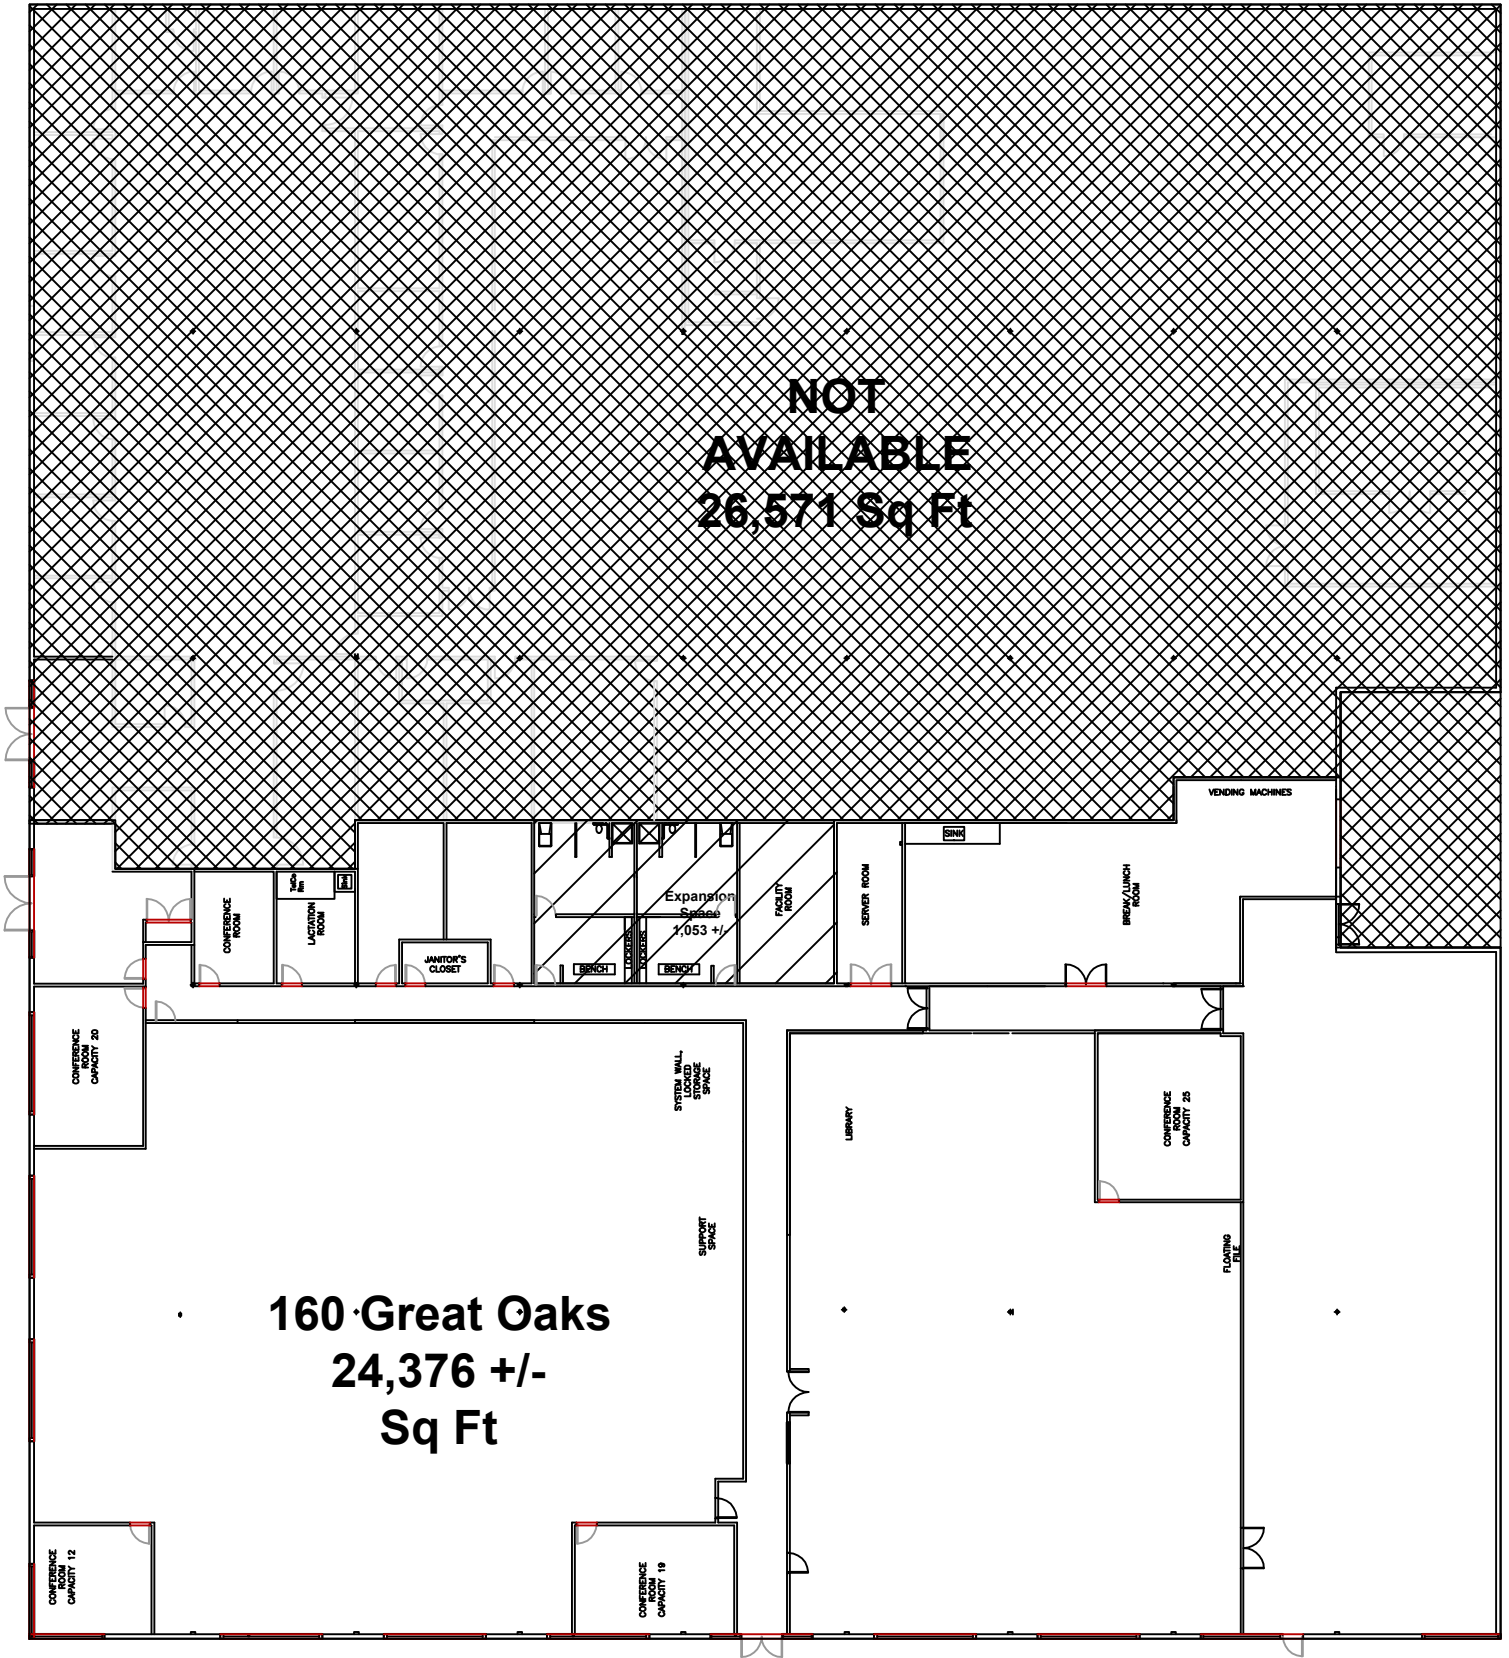 NOT
AVAILABLE
26,571 Sq Ft
VENDING MACHINES
SINK
TelCo
Rm
Sink
CONFERENCE
ROOM
LACTATION
ROOM
JANITOR'S
CLOSET
BENCH
LOCKERS
LOCKERS
BENCH
Expansion
Space
1,053 +/-
FACILITY
ROOM
SERVER ROOM
BREAK/LUNCH
ROOM
CONFERENCE
ROOM
CAPACITY 20
SYSTEM WALL,
LOCKED
STORAGE
SPACE
LIBRARY
CONFERENCE
ROOM
CAPACITY 25
SUPPORT
SPACE
FLOATING
FILE
160 Great Oaks
24,376 +/-
Sq Ft
CONFERENCE
ROOM
CAPACITY 12
CONFERENCE
ROOM
CAPACITY 19